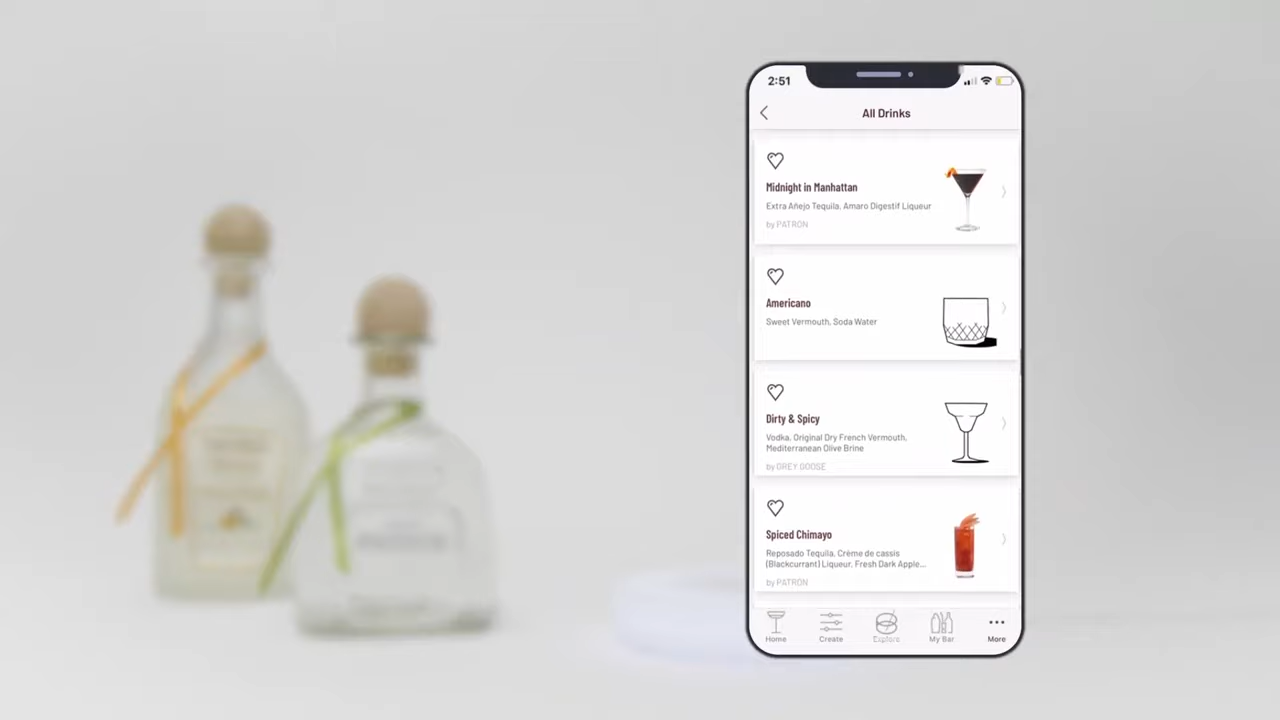 2:51
All Drinks
Midnight in Manhattan
Extra Añejo Tequila, Amaro Digestif Liqueur
by PATRÓN
Americano
Sweet Vermouth, Soda Water
Dirty & Spicy
Vodka, Original Dry French Vermouth,
Mediterranean Olive Brine
by GREY GOOSE
Spiced Chimayo
Reposado Tequila, Crème de cassis
(Blackcurrant) Liqueur, Fresh Dark Apple...
by PATRÓN
Home
Create
Explore
My Bar
More